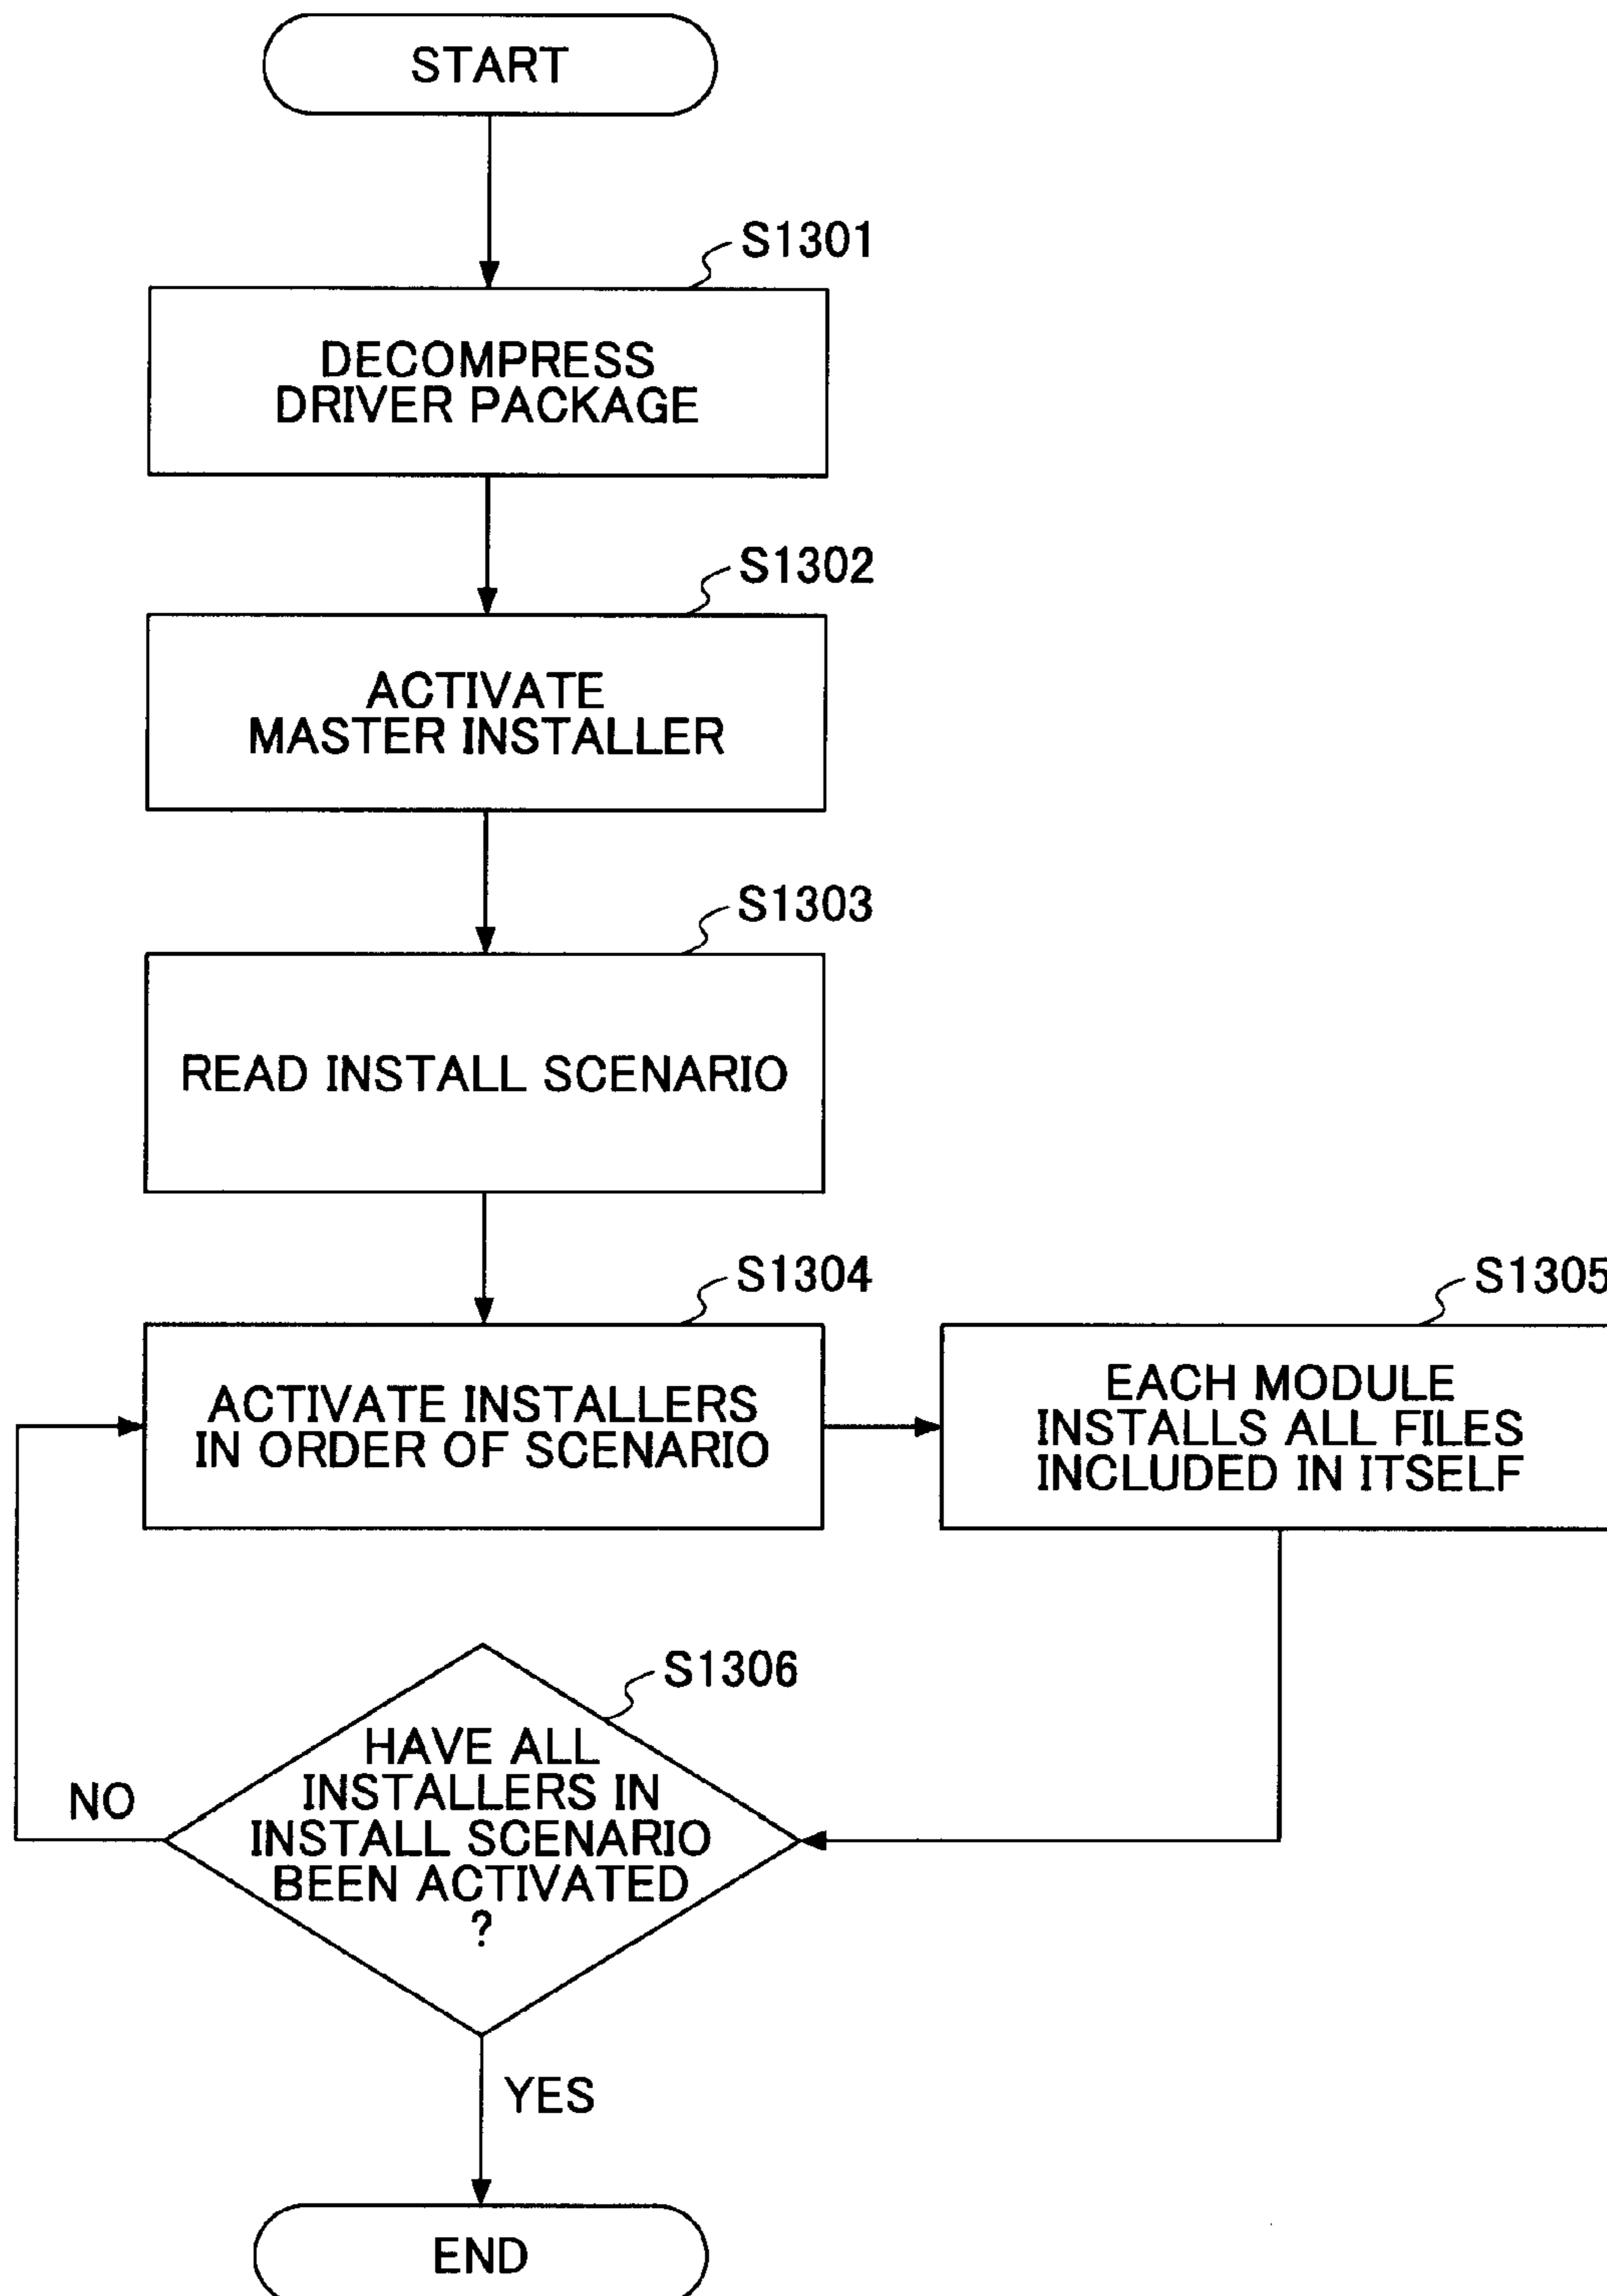 START
S1301
DECOMPRESS
DRIVER PACKAGE
S1302
ACTIVATE
MASTER INSTALLER
S1303
READ INSTALL SCENARIO
S1304
ACTIVATE INSTALLERS
IN ORDER OF SCENARIO
S1305
EACH MODULE
INSTALLS ALL FILES
INCLUDED IN ITSELF
S1306
HAVE ALL
INSTALLERS IN
INSTALL SCENARIO
BEEN ACTIVATED
?
NO
YES
END